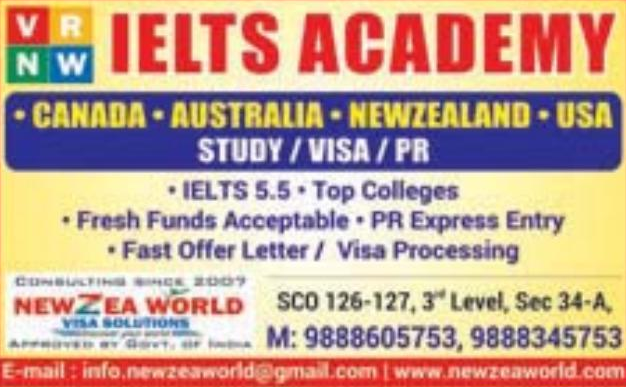 VR
NW
IELTS ACADEMY
• CANADA • AUSTRALIA • NEWZEALAND • USA
STUDY / VISA / PR
• IELTS 5.5 • Top Colleges
• Fresh Funds Acceptable • PR Express Entry
• Fast Offer Letter / Visa Processing
CONSULTING SINCE 2007
NEWZEA WORLD
VISA SOLUTIONS
APPROVED BY GOVT. OF INDIA
SCO 126-127, 3rd Level, Sec 34-A,
M: 9888605753, 9888345753
E-mail : info.newzeaworld@gmail.com | www.newzeaworld.com